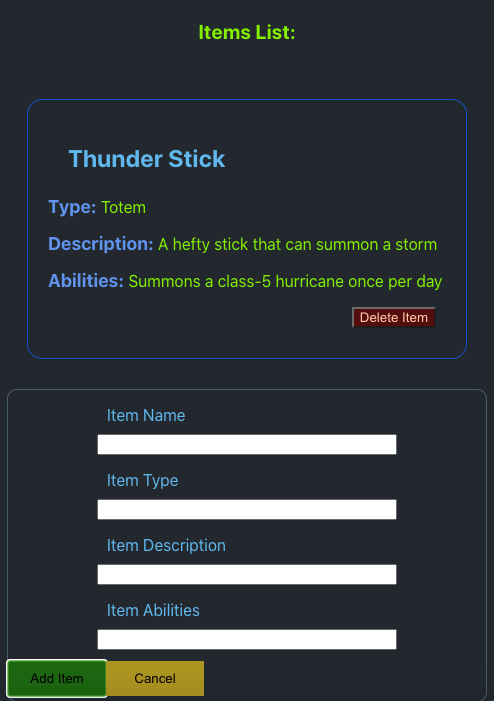 Items List:
Thunder Stick
Type: Totem
Description: A hefty stick that can summon a storm
Abilities: Summons a class-5 hurricane once per day
Delete Item
Item Name
Item Type
Item Description
Item Abilities
Add Item Cancel